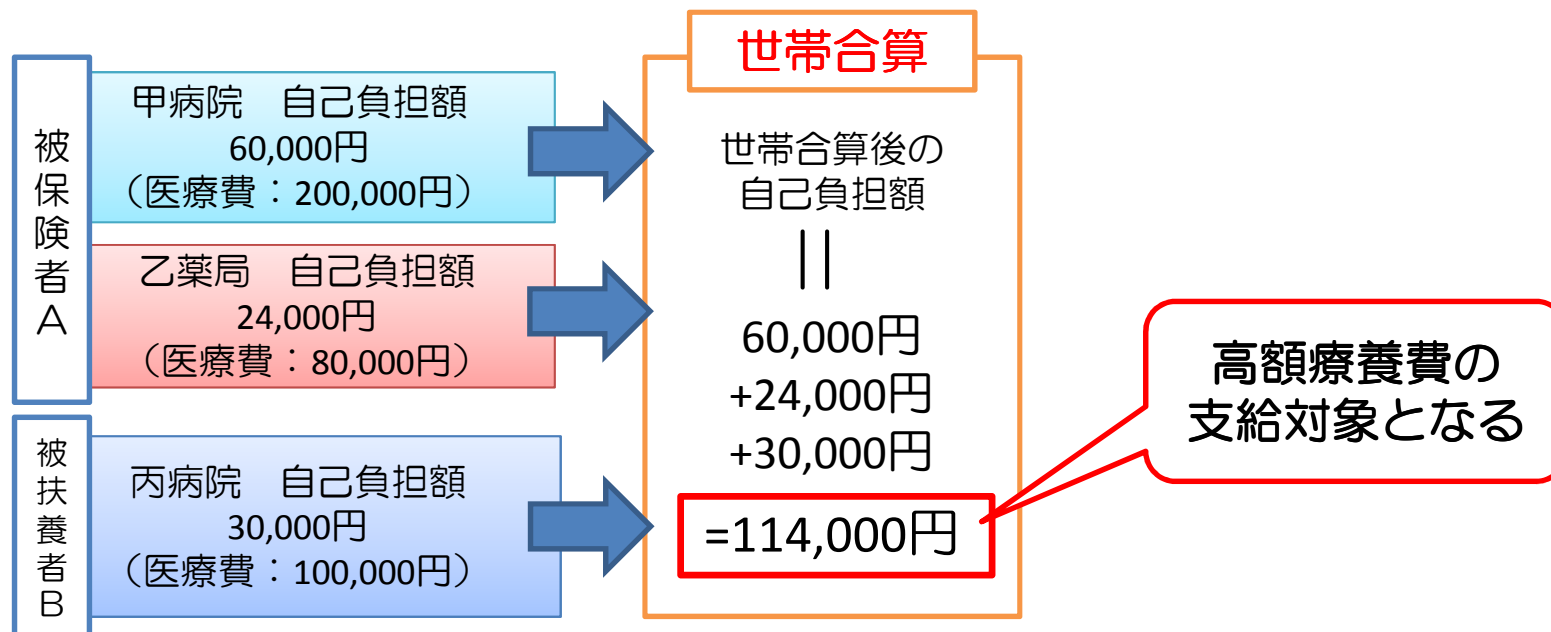 世帯合算
被保険者A
甲病院　自己負担額
60,000円
（医療費：200,000円）
乙薬局　自己負担額
24,000円
（医療費：80,000円）
被扶養者B
丙病院　自己負担額
30,000円
（医療費：100,000円）
世帯合算後の
自己負担額
||
60,000円
+24,000円
+30,000円
=114,000円
高額療養費の
支給対象となる